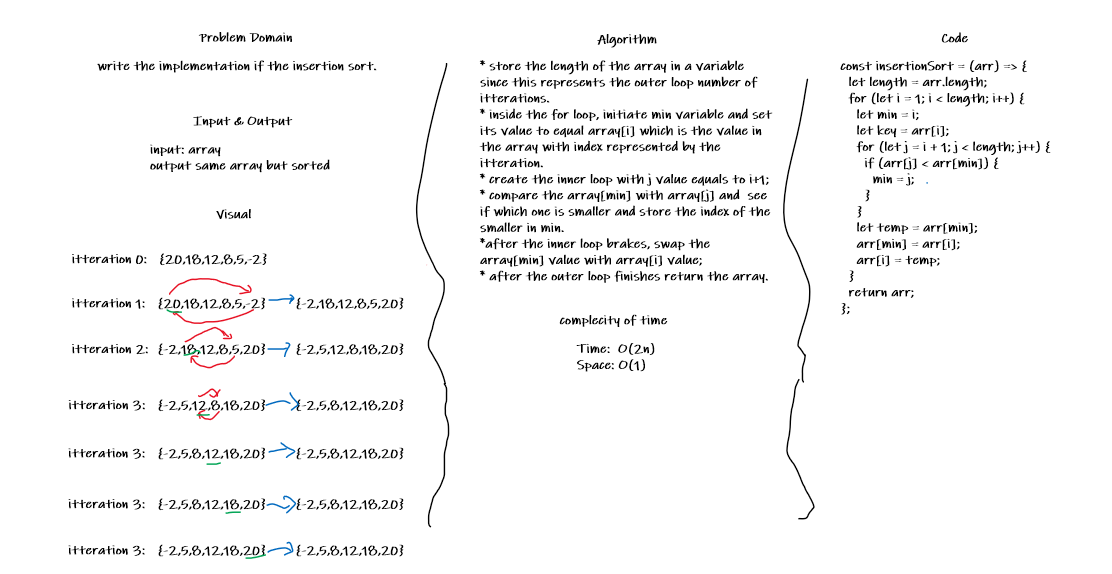 Problem Domain
write the implementation if the insertion sort.
Input & Output
input: array
output same array but sorted
Visual
itteration 0: {20,18,12,8,5,-2}
itteration 1: {20,18,12,8,5,-2} {-2,18,12,8,5,20}
itteration 2: {-2,18,12,8,5,20} {-2,5,12,8,18,20}
itteration 3: {-2,5,12,8,18,20} {-2,5,8,12,18,20}
itteration 3: {-2,5,8,12,18,20} {-2,5,8,12,18,20}
itteration 3: {-2,5,8,12,18,20} {-2,5,8,12,18,20}
itteration 3: {-2,5,8,12,18,20} {-2,5,8,12,18,20}
Algorithm
* store the length of the array in a variable
since this represents the outer loop number of
itterations.
* inside the for loop, initiate min variable and set
its value to equal array[i] which is the value in
the array with index represented by the
itteration.
* create the inner loop with j value equals to i+1;
* compare the array[min] with array[j] and see
if which one is smaller and store the index of the
smaller in min.
*after the inner loop brakes, swap the
array[min] value with array[i] value;
* after the outer loop finishes return the array.
complecity of time
Time: O(2n)
Space: O(1)
Code
const insertionSort = (arr) => {
let length = arr.length;
for (let i = 1; i < length; i++) {
let min = i;
let key = arr[i];
for (let j = i + 1; j < length; j++) {
if (arr[j] < arr[min]) {
min = j;
}
}
let temp = arr[min];
arr[min] = arr[i];
arr[i] = temp;
}
return arr;
};